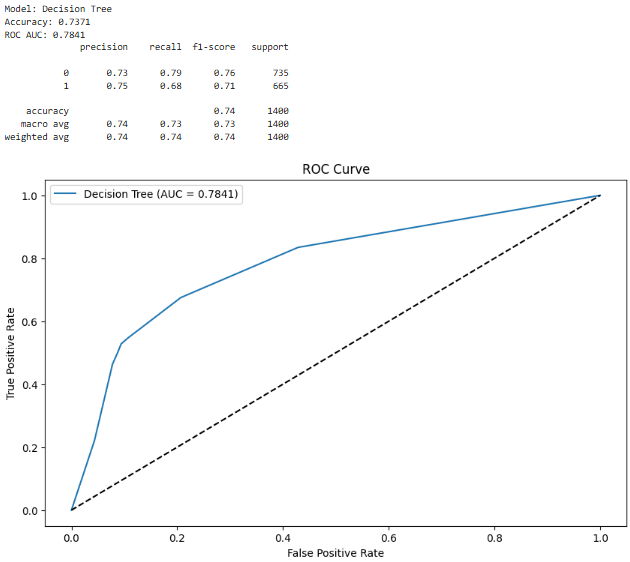 Model: Decision Tree
Accuracy: 0.7371
ROC AUC: 0.7841
precision recall f1-score support
0 0.73 0.79 0.76 735
1 0.75 0.68 0.71 665
accuracy 0.74 1400
macro avg 0.74 0.73 0.73 1400
weighted avg 0.74 0.74 0.74 1400
ROC Curve
Decision Tree (AUC = 0.7841)
1.0
0.8
0.6
0.4
0.2
0.0
True Positive Rate
0.0 0.2 0.4 0.6 0.8 1.0
False Positive Rate